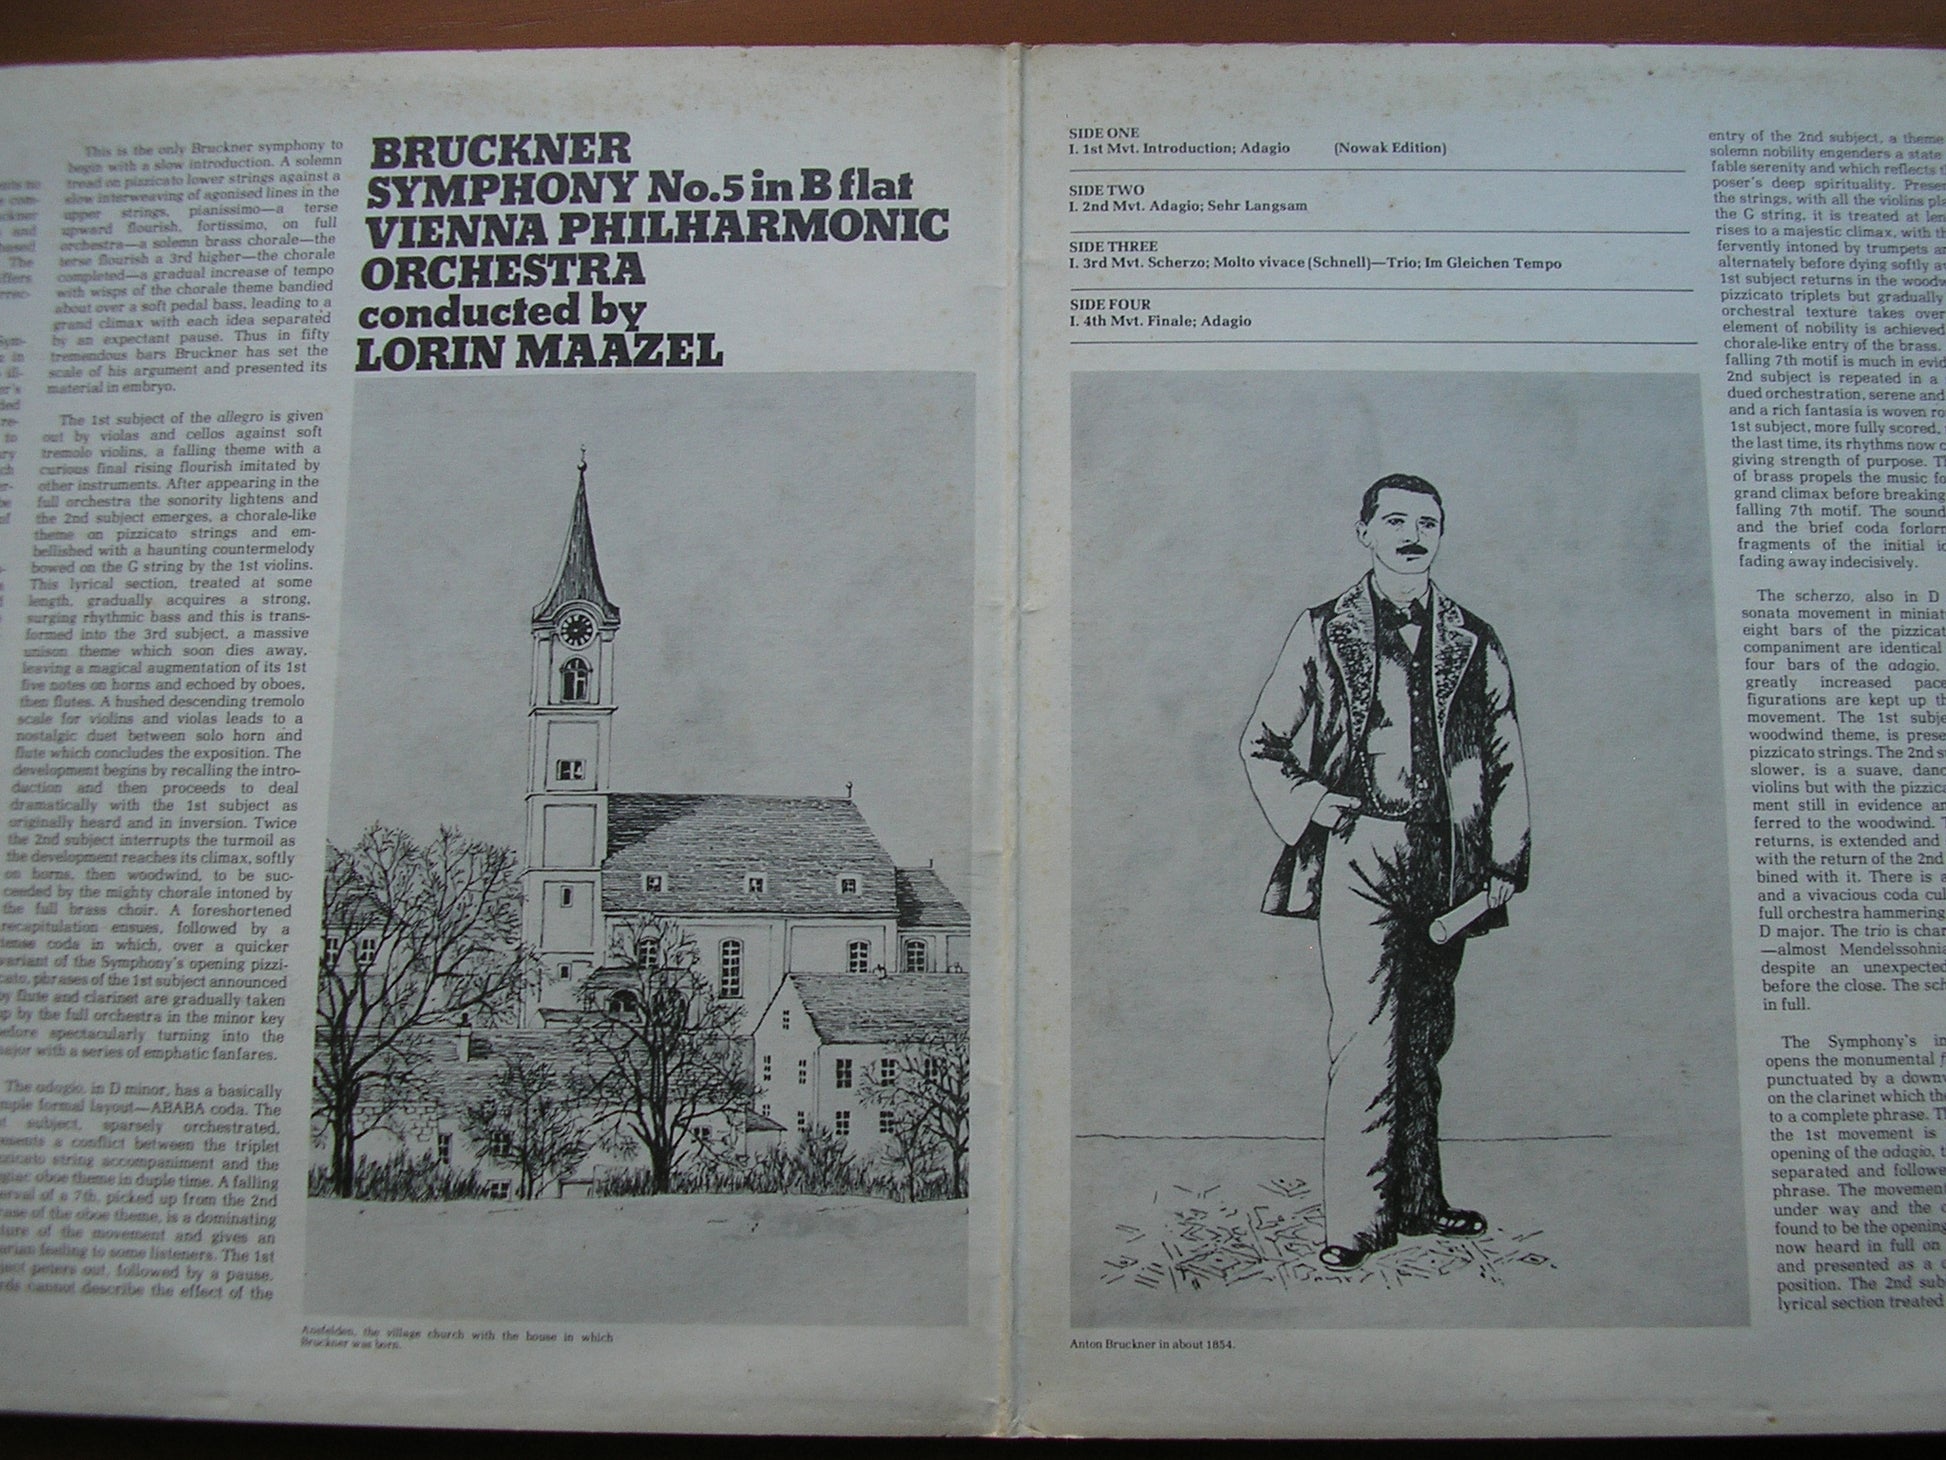 This is the only Bruckner symphony to
begin with a slow introduction. A solemn
tread on pizzicato lower strings against a
slow interweaving of agonised lines in the
upper strings, pianissimo—a terse
upward flourish, fortissimo, on full
orchestra—a solemn brass chorale—the
terse flourish a 3rd higher—the chorale
completed—a gradual increase of tempo
with wisps of the chorale theme bandied
about over a soft pedal bass, leading to a
grand climax with each idea separated
by an expectant pause. Thus in fifty
tremendous bars Bruckner has set the
scale of his argument and presented its
material in embryo.
The 1st subject of the allegro is given
out by violas and cellos against soft
tremolo violins, a falling theme with a
curious final rising flourish imitated by
other instruments. After appearing in the
full orchestra the sonority lightens and
the 2nd subject emerges, a chorale-like
theme on pizzicato strings and em-
bellished with a haunting countermelody
bowed on the G string by the 1st violins.
This lyrical section, treated at some
length, gradually acquires a strong,
surging rhythmic bass and this is trans-
formed into the 3rd subject, a massive
unison theme which soon dies away,
leaving a magical augmentation of its 1st
five notes on horns and echoed by oboes,
then flutes. A hushed descending tremolo
scale for violins and violas leads to a
nostalgic duet between solo horn and
flute which concludes the exposition. The
development begins by recalling the intro-
duction and then proceeds to deal
dramatically with the 1st subject as
originally heard and in inversion. Twice
the 2nd subject interrupts the turmoil as
the development reaches its climax, softly
on horns, then woodwind, to be suc-
ceeded by the mighty chorale intoned by
the full brass choir. A foreshortened
recapitulation ensues, followed by a
tense coda in which, over a quicker
variant of the Symphony's opening pizzi-
cato, phrases of the 1st subject announced
by flute and clarinet are gradually taken
up by the full orchestra in the minor key
before spectacularly turning into the
major with a series of emphatic fanfares.
The adagio, in D minor, has a basically
simple formal layout—ABABA coda. The
subject, sparsely orchestrated,
a conflict between the triplet
pizzicato string accompaniment and the
oboe theme in duple time. A falling
interval of a 7th, picked up from the 2nd
phrase of the oboe theme, is a dominating
feature of the movement and gives an
feeling to some listeners. The 1st
subject peters out, followed by a pause.
Words cannot describe the effect of the
BRUCKNER
SYMPHONY No.5 in B flat
VIENNA PHILHARMONIC
ORCHESTRA
conducted by
LORIN MAAZEL
Ansfelden, the village church with the house in which
Bruckner was born.
SIDE ONE
I. 1st Mvt. Introduction; Adagio (Nowak Edition)
SIDE TWO
I. 2nd Mvt. Adagio; Sehr Langsam
SIDE THREE
I. 3rd Mvt. Scherzo; Molto vivace (Schnell)—Trio; Im Gleichen Tempo
SIDE FOUR
I. 4th Mvt. Finale; Adagio
Anton Bruckner in about 1854.
entry of the 2nd subject, a theme
solemn nobility engenders a state
fable serenity and which reflects
poser's deep spirituality.
the strings, with all the violins
the G string, it is treated at
rises to a majestic climax, with
fervently intoned by trumpets
alternately before dying softly
1st subject returns in the
pizzicato triplets but gradually
orchestral texture takes over
element of nobility is achieved
chorale-like entry of the brass.
falling 7th motif is much in
2nd subject is repeated in a
dued orchestration, serene and
and a rich fantasia is woven
1st subject, more fully scored,
the last time, its rhythms now
giving strength of purpose.
of brass propels the music
grand climax before breaking
falling 7th motif. The sound
and the brief coda
fragments of the initial
fading away indecisively.
The scherzo, also in D
sonata movement in
eight bars of the
companiment are identical
four bars of the adagio,
greatly increased
figurations are kept up
movement. The 1st
woodwind theme, is
pizzicato strings. The 2nd
slower, is a suave,
violins but with the
ment still in evidence
ferred to the woodwind.
returns, is extended and
with the return of the 2nd
bined with it. There is
and a vivacious coda
full orchestra hammering
D major. The trio is
—almost
despite an unexpected
before the close. The
in full.
The Symphony's
opens the monumental
punctuated by a
on the clarinet which
to a complete phrase.
the 1st movement is
opening of the adagio,
separated and
phrase. The movement
under way and the
found to be the opening
now heard in full on
and presented as a
position. The 2nd
lyrical section treated